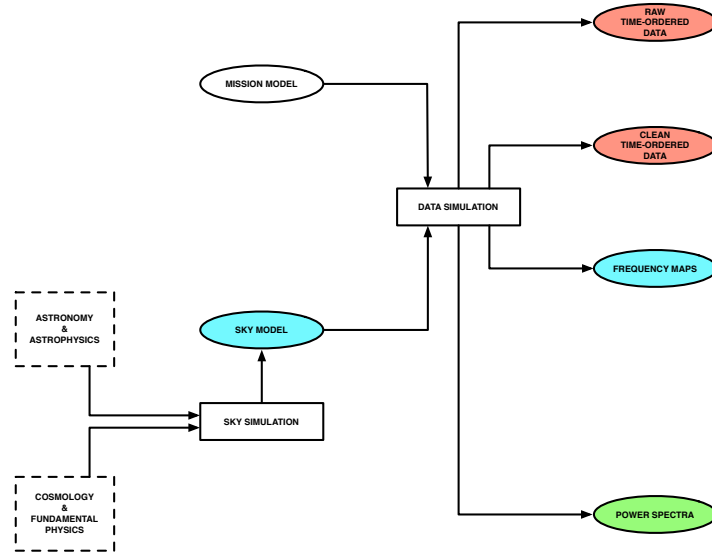 RAW
TIME-ORDERED
DATA
MISSION MODEL
CLEAN
TIME-ORDERED
DATA
DATA SIMULATION
FREQUENCY MAPS
ASTRONOMY
&
ASTROPHYSICS
SKY MODEL
SKY SIMULATION
COSMOLOGY
&
FUNDAMENTAL
PHYSICS
POWER SPECTRA